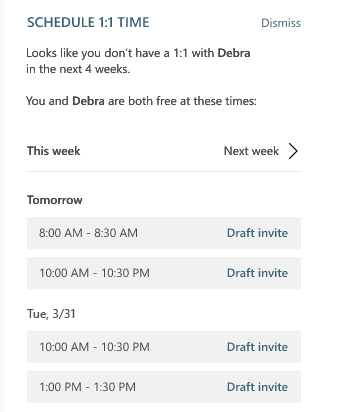 SCHEDULE 1:1 TIME Dismiss
Looks like you don't have a 1:1 with Debra
in the next 4 weeks.
You and Debra are both free at these times:
This week Next week
Tomorrow
8:00 AM - 8:30 AM Draft invite
10:00 AM - 10:30 PM Draft invite
Tue, 3/31
10:00 AM - 10:30 PM Draft invite
1:00 PM - 1:30 PM Draft invite